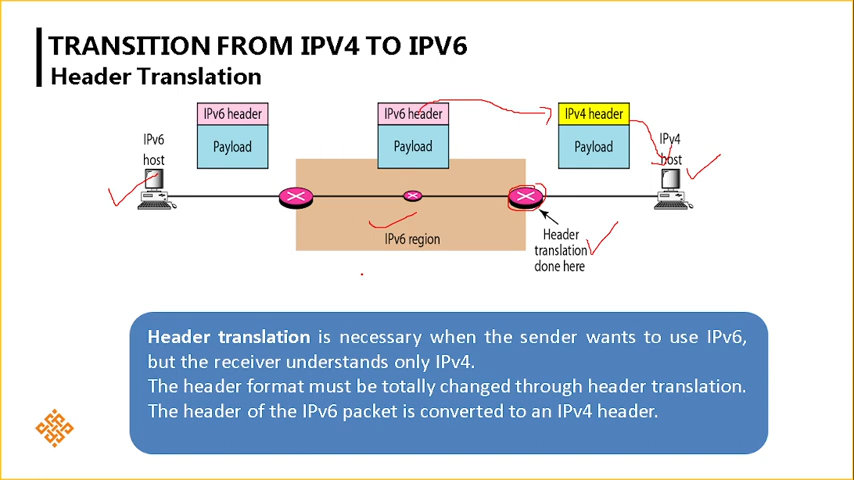 TRANSITION FROM IPV4 TO IPV6
Header Translation
IPv6 header
IPv6 header
IPv4 header
Payload
Payload
Payload
IPv6
host
IPv4
host
IPv6 region
Header
translation
done here
Header translation is necessary when the sender wants to use IPv6,
but the receiver understands only IPv4.
The header format must be totally changed through header translation.
The header of the IPv6 packet is converted to an IPv4 header.